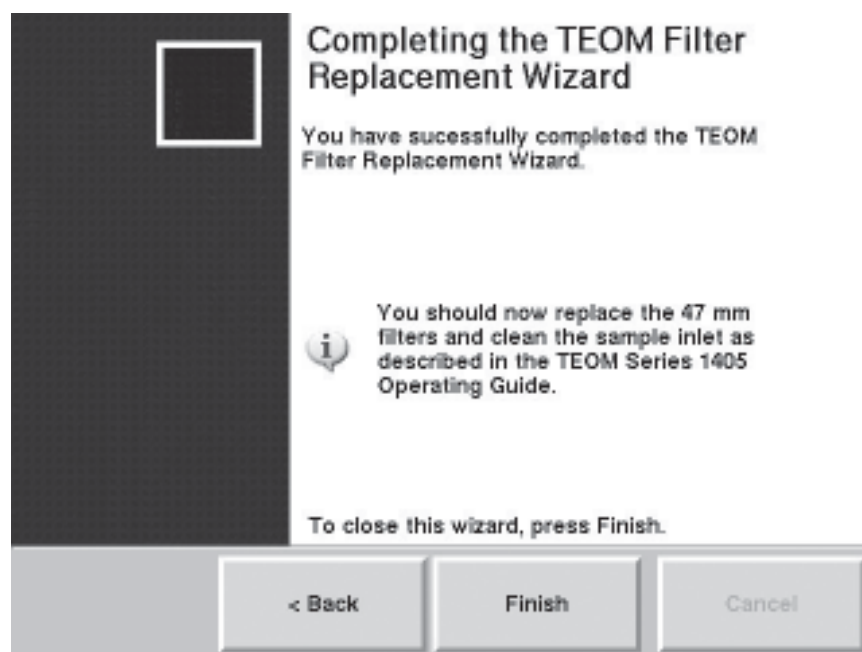 Completing the TEOM Filter
Replacement Wizard
You have sucessfully completed the TEOM
Filter Replacement Wizard.
You should now replace the 47 mm
filters and clean the sample inlet as
described in the TEOM Series 1405
Operating Guide.
To close this wizard, press Finish.
< Back
Finish
Cancel